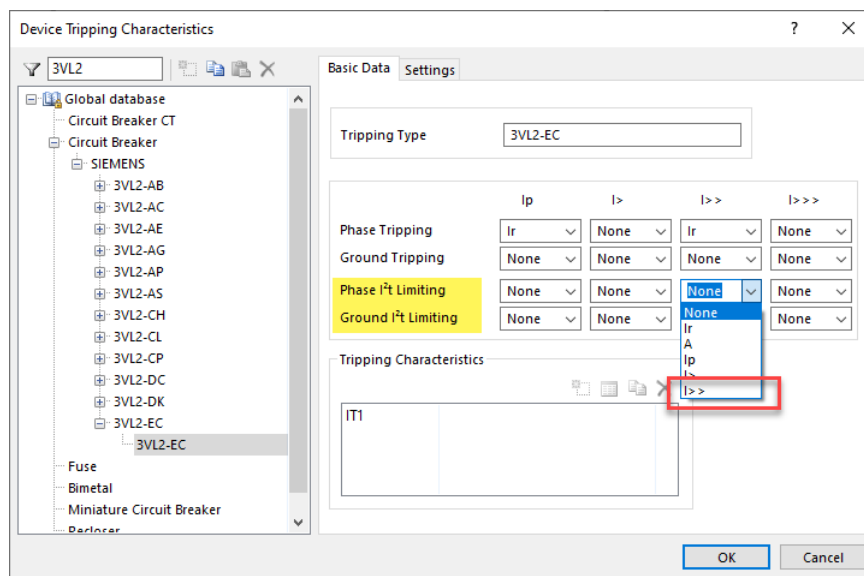 Device Tripping Characteristics
?
3VL2
Basic Data Settings
Global database
Circuit Breaker CT
Circuit Breaker
SIEMENS
3VL2-AB
3VL2-AC
3VL2-AE
3VL2-AG
3VL2-AP
3VL2-AS
3VL2-CH
3VL2-CL
3VL2-CP
3VL2-DC
3VL2-DK
3VL2-EC
3VL2-EC
Fuse
Bimetal
Miniature Circuit Breaker
Recloser
Tripping Type 3VL2-EC
Ip I> I>> I>>>
Phase Tripping Ir None Ir None
Ground Tripping None None None None
Phase I²t Limiting None None None None
Ground I²t Limiting None None None
None
Ir
A
Ip
I>
I>>
Tripping Characteristics
IT1
OK Cancel